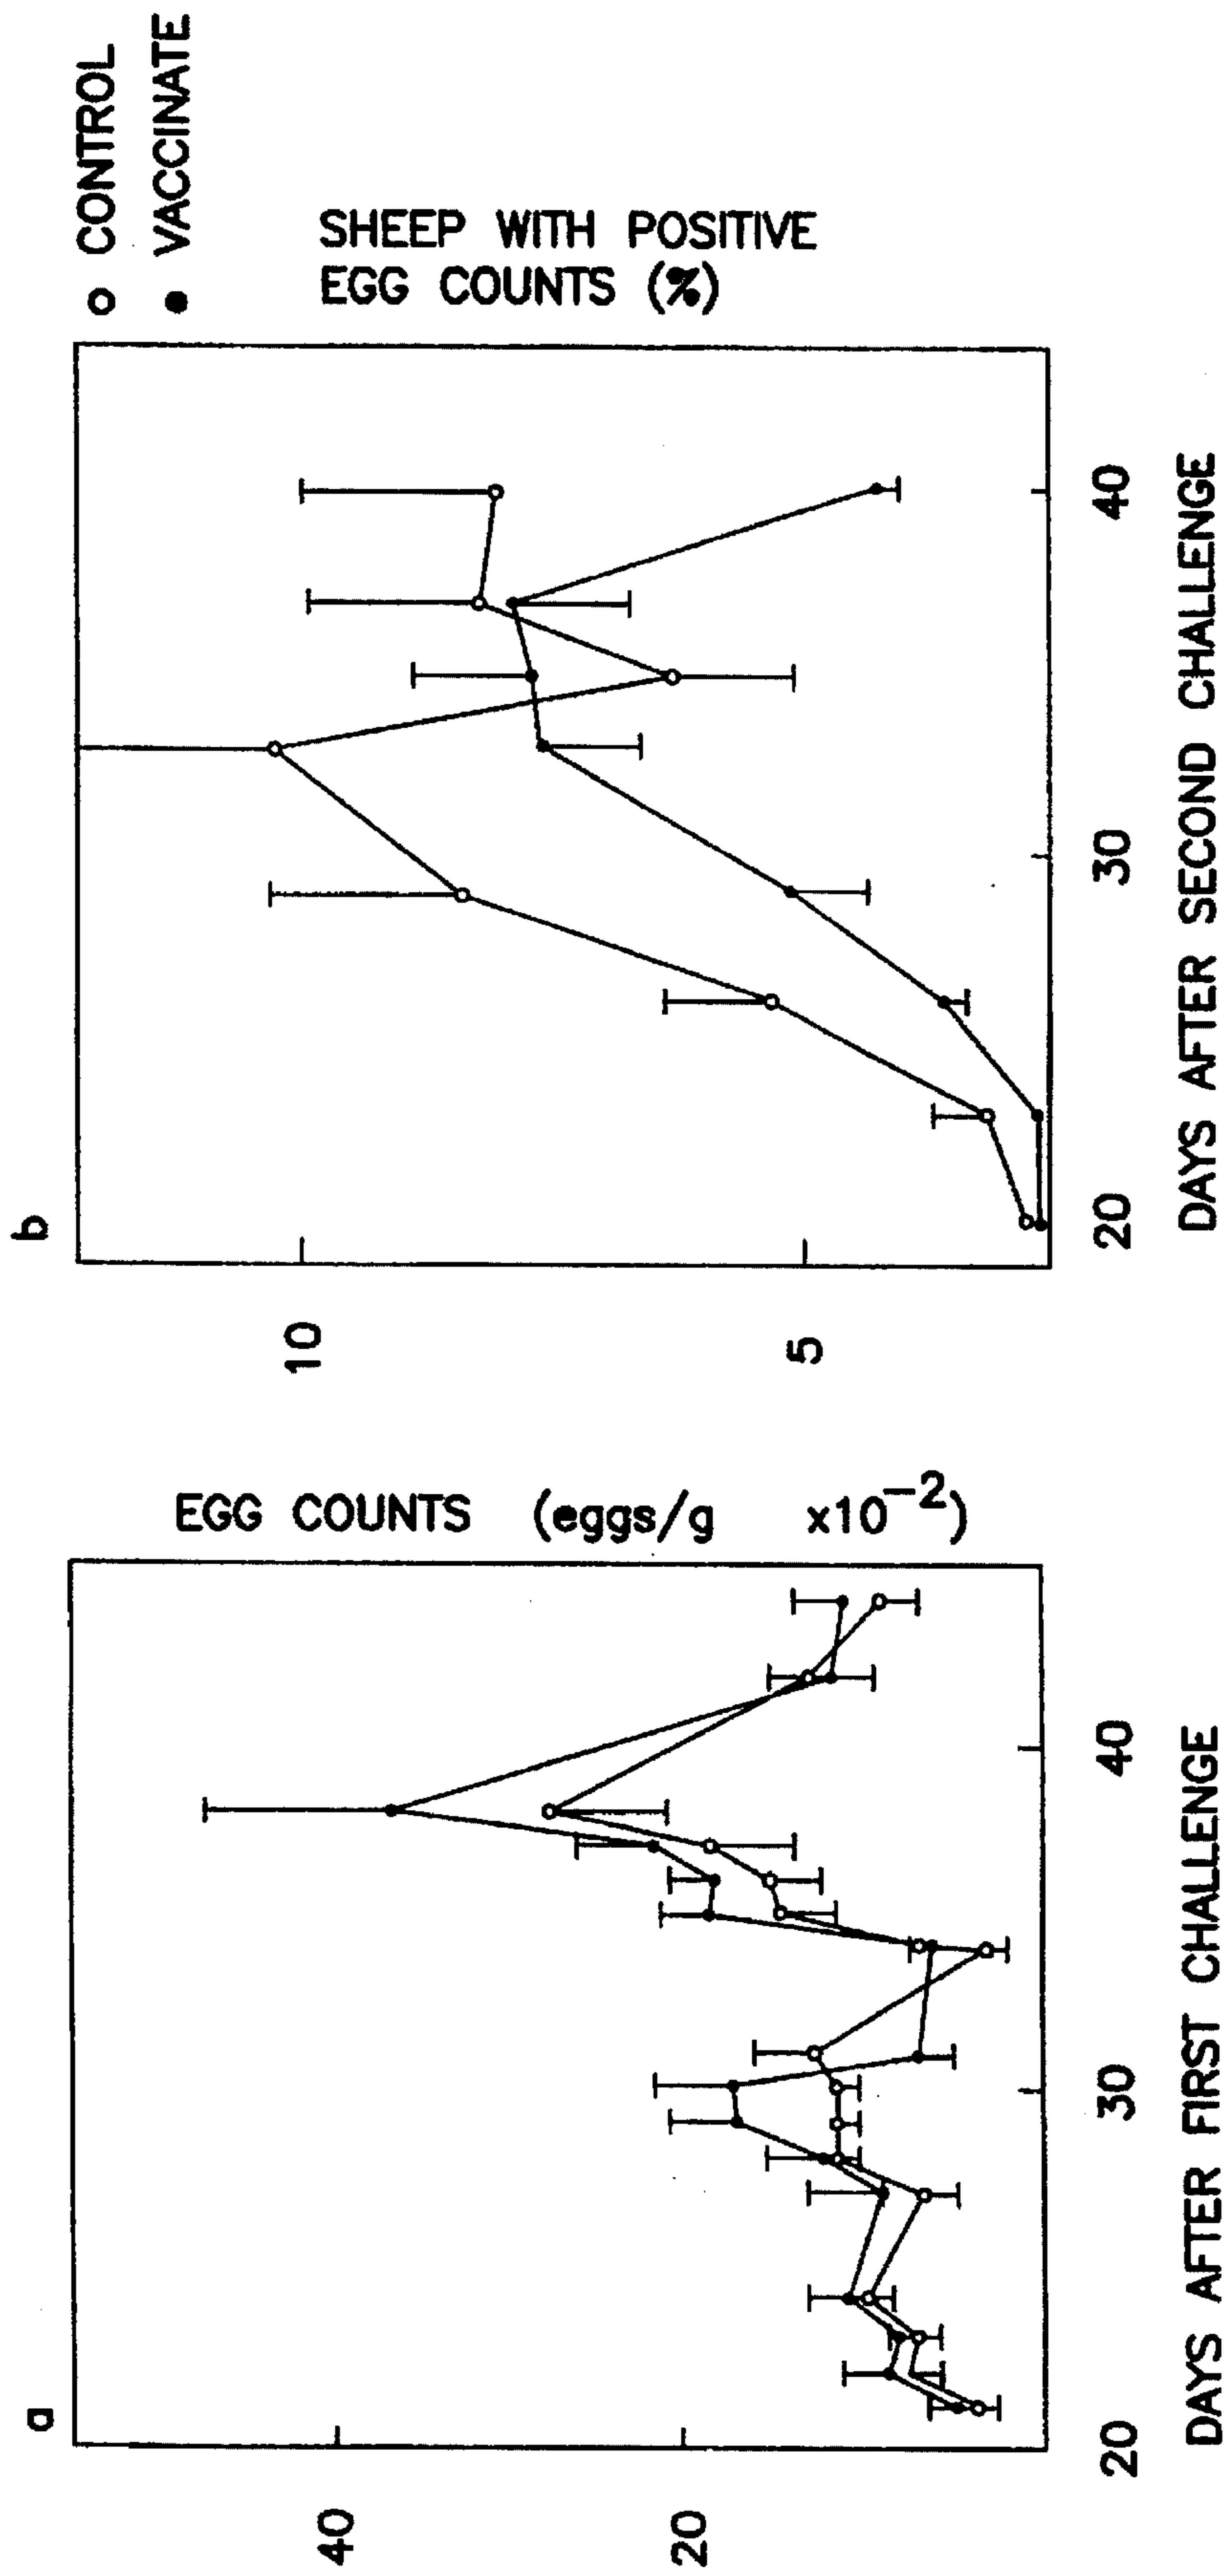 a
40
20
20
30
40
DAYS AFTER FIRST CHALLENGE
EGG COUNTS (eggs/g x10⁻²)
b
10
5
20
30
40
DAYS AFTER SECOND CHALLENGE
CONTROL
VACCINATE
SHEEP WITH POSITIVE
EGG COUNTS (%)